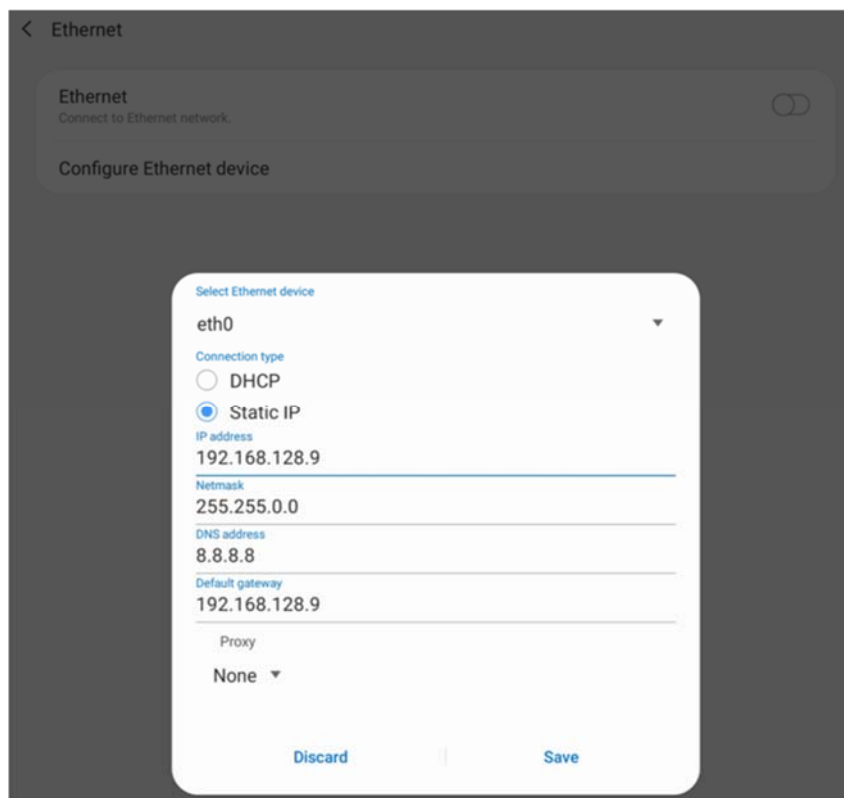 Ethernet
Ethernet
Connect to Ethernet network.
Configure Ethernet device
Select Ethernet device
eth0
Connection type
DHCP
Static IP
IP address
192.168.128.9
Netmask
255.255.0.0
DNS address
8.8.8.8
Default gateway
192.168.128.9
Proxy
None
Discard
Save